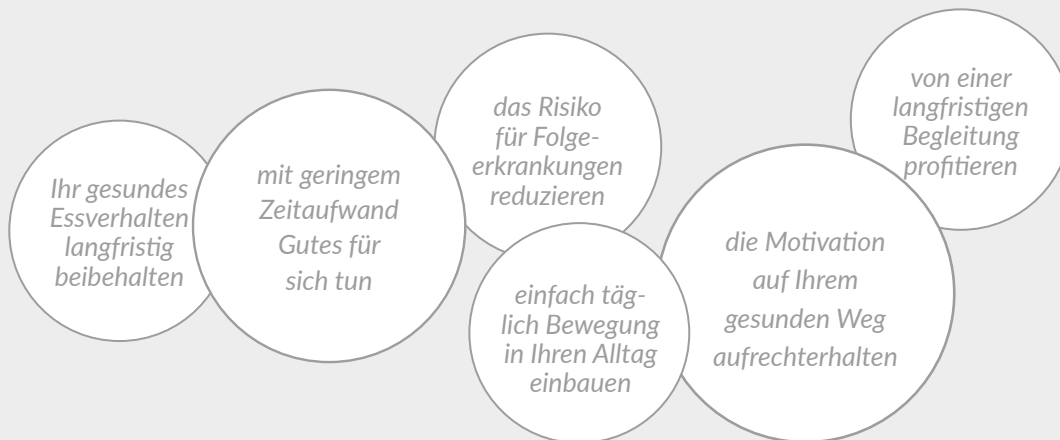 Ihr gesundes
Essverhalten
langfristig
beibehalten
mit geringem
Zeitaufwand
Gutes für
sich tun
das Risiko
für Folge-
erkrankungen
reduzieren
einfach täg-
lich Bewegung
in Ihren Alltag
einbauen
die Motivation
auf Ihrem
gesunden Weg
aufrechterhalten
von einer
langfristigen
Begleitung
profitieren